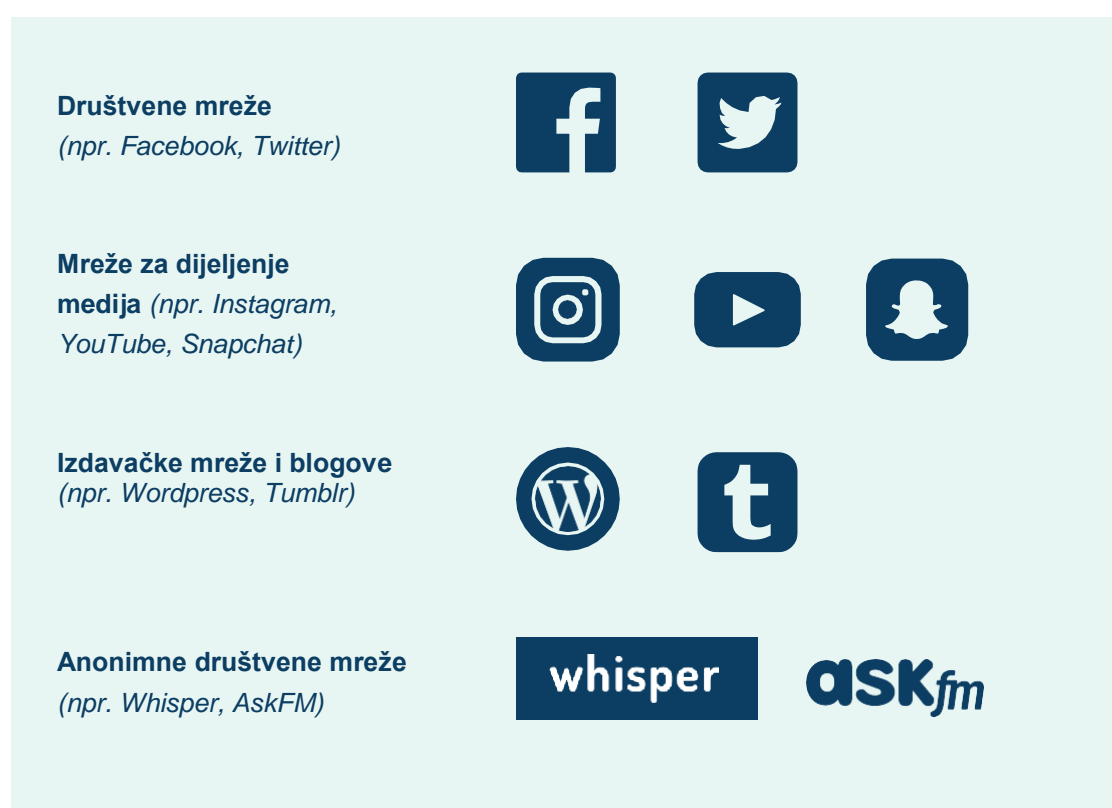 Društvene mreže
(npr. Facebook, Twitter)
Mreže za dijeljenje
medija (npr. Instagram,
YouTube, Snapchat)
Izdavačke mreže i blogove
(npr. Wordpress, Tumblr)
Anonimne društvene mreže
(npr. Whisper, AskFM)
whisper
asKfm